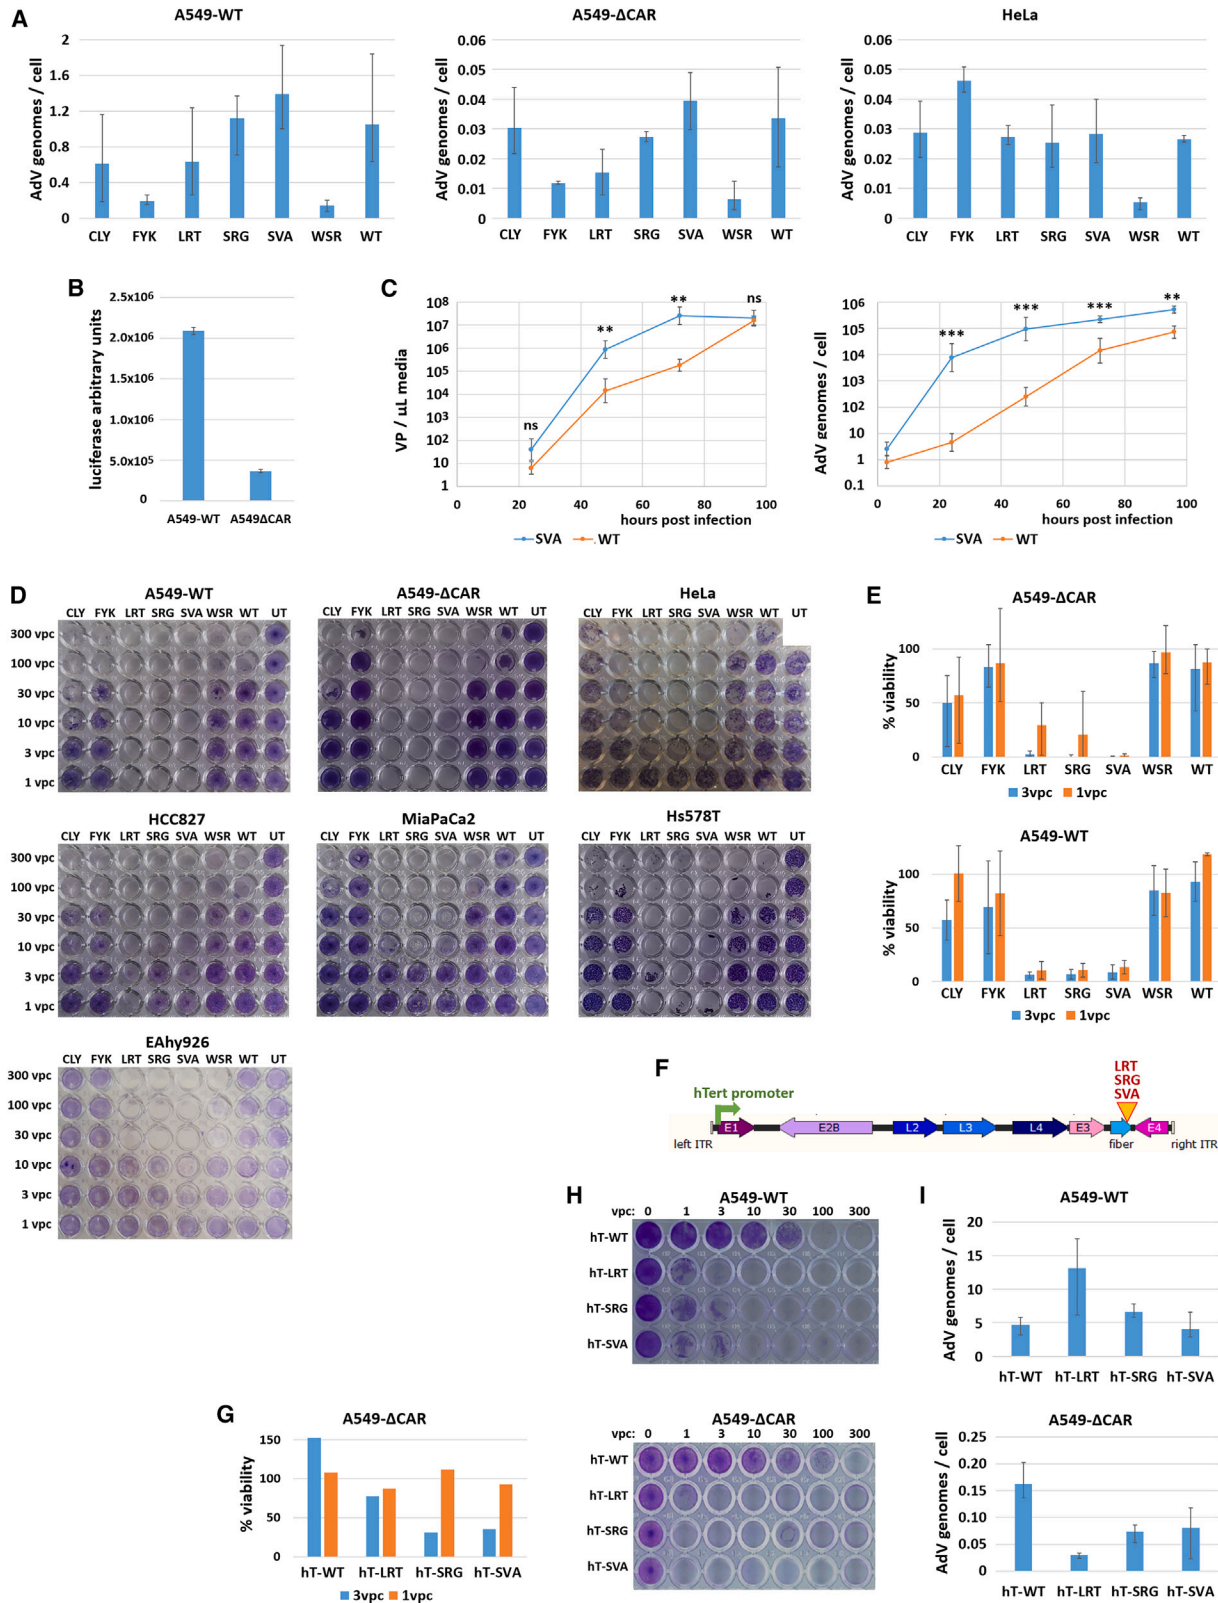 A
A549-WT
AdV genomes / cell
2
1.6
1.2
0.8
0.4
0
CLY FYK LRT SRG SVA WSR WT
A549-ΔCAR
AdV genomes / cell
0.06
0.05
0.04
0.03
0.02
0.01
0
CLY FYK LRT SRG SVA WSR WT
HeLa
AdV genomes / cell
0.06
0.05
0.04
0.03
0.02
0.01
0
CLY FYK LRT SRG SVA WSR WT
B
luciferase arbitrary units
2.5x10⁶
2.0x10⁶
1.5x10⁶
1.0x10⁶
5.0x10⁵
0
A549-WT A549ΔCAR
C
VP / uL media
10⁸
10⁷
10⁶
10⁵
10⁴
10³
10²
10
1
ns
**
**
ns
0 20 40 60 80 100
hours post infection
SVA WT
AdV genomes / cell
10⁶
10⁵
10⁴
10³
10²
10
1
0.1
***
***
***
**
0 20 40 60 80 100
hours post infection
SVA WT
D
A549-WT
CLY FYK LRT SRG SVA WSR WT UT
300 vpc
100 vpc
30 vpc
10 vpc
3 vpc
1 vpc
A549-ΔCAR
CLY FYK LRT SRG SVA WSR WT UT
HeLa
CLY FYK LRT SRG SVA WSR WT UT
HCC827
CLY FYK LRT SRG SVA WSR WT UT
300 vpc
100 vpc
30 vpc
10 vpc
3 vpc
1 vpc
MiaPaCa2
CLY FYK LRT SRG SVA WSR WT UT
Hs578T
CLY FYK LRT SRG SVA WSR WT UT
EAhy926
CLY FYK LRT SRG SVA WSR WT UT
300 vpc
100 vpc
30 vpc
10 vpc
3 vpc
1 vpc
E
A549-ΔCAR
% viability
100
50
0
CLY FYK LRT SRG SVA WSR WT
3vpc 1vpc
A549-WT
% viability
100
50
0
CLY FYK LRT SRG SVA WSR WT
3vpc 1vpc
F
LRT
SRG
SVA
hTert promoter
E1 E2B L2 L3 L4 E3 E4
left ITR fiber right ITR
H
A549-WT
vpc: 0 1 3 10 30 100 300
hT-WT
hT-LRT
hT-SRG
hT-SVA
A549-ΔCAR
vpc: 0 1 3 10 30 100 300
hT-WT
hT-LRT
hT-SRG
hT-SVA
I
A549-WT
AdV genomes / cell
20
15
10
5
0
hT-WT hT-LRT hT-SRG hT-SVA
A549-ΔCAR
AdV genomes / cell
0.25
0.20
0.15
0.10
0.05
0
hT-WT hT-LRT hT-SRG hT-SVA
G
A549-ΔCAR
% viability
150
100
50
0
hT-WT hT-LRT hT-SRG hT-SVA
3vpc 1vpc